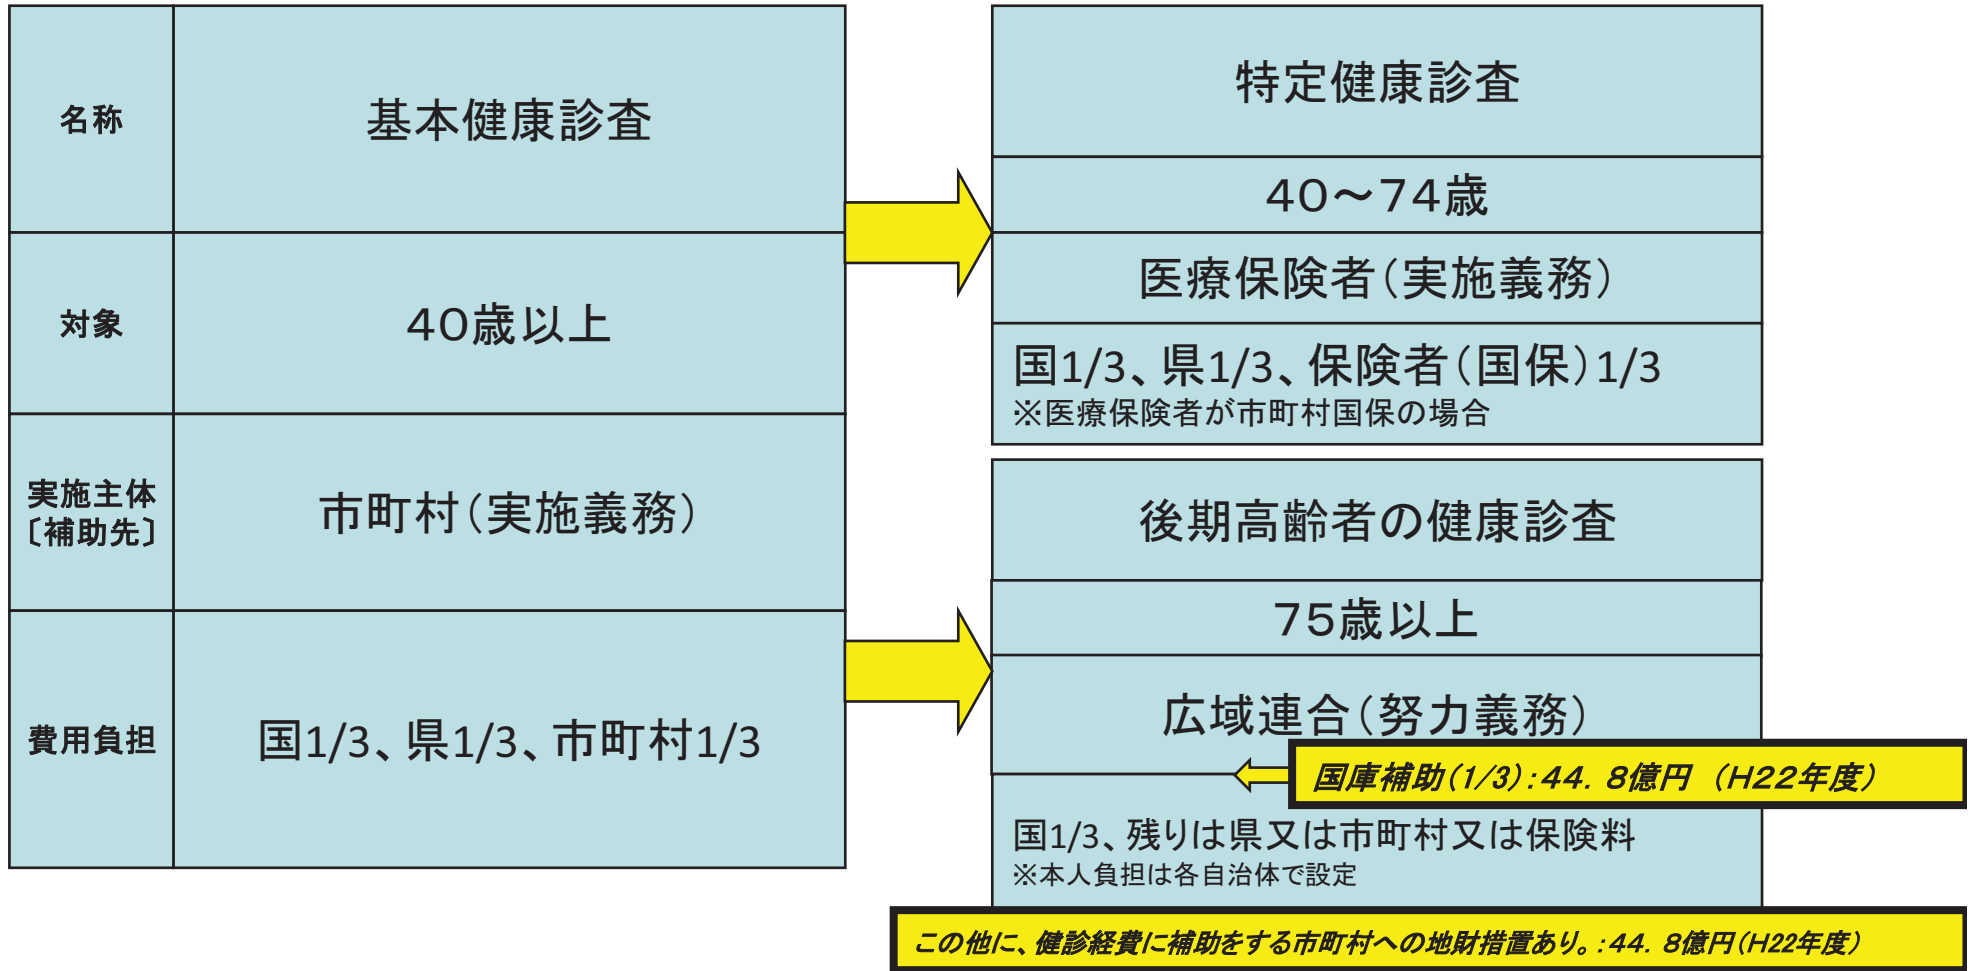 名称
基本健康診査
対象
40歳以上
実施主体
〔補助先〕
市町村(実施義務)
費用負担
国1/3、県1/3、市町村1/3
特定健康診査
40～74歳
医療保険者(実施義務)
国1/3、県1/3、保険者(国保)1/3
※医療保険者が市町村国保の場合
後期高齢者の健康診査
75歳以上
広域連合(努力義務)
国庫補助(1/3):44.8億円 (H22年度)
国1/3、残りは県又は市町村又は保険料
※本人負担は各自治体で設定
この他に、健診経費に補助をする市町村への地財措置あり。:44.8億円(H22年度)